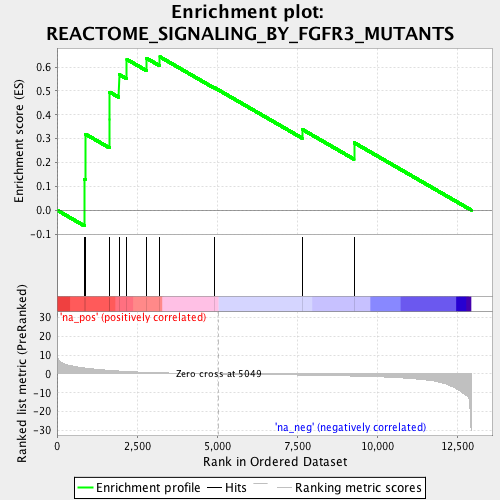 Enrichment plot:
REACTOME_SIGNALING_BY_FGFR3_MUTANTS
Enrichment score (ES)
0.6
0.5
0.4
0.3
0.2
0.1
0.0
-0.1
'na_pos' (positively correlated)
Ranked list metric (PreRanked)
30
20
10
0
-10
-20
-30
Zero cross at 5049
'na_neg' (negatively correlated)
0
2,500
5,000
7,500
10,000
12,500
Rank in Ordered Dataset
Enrichment profile
Hits
Ranking metric scores